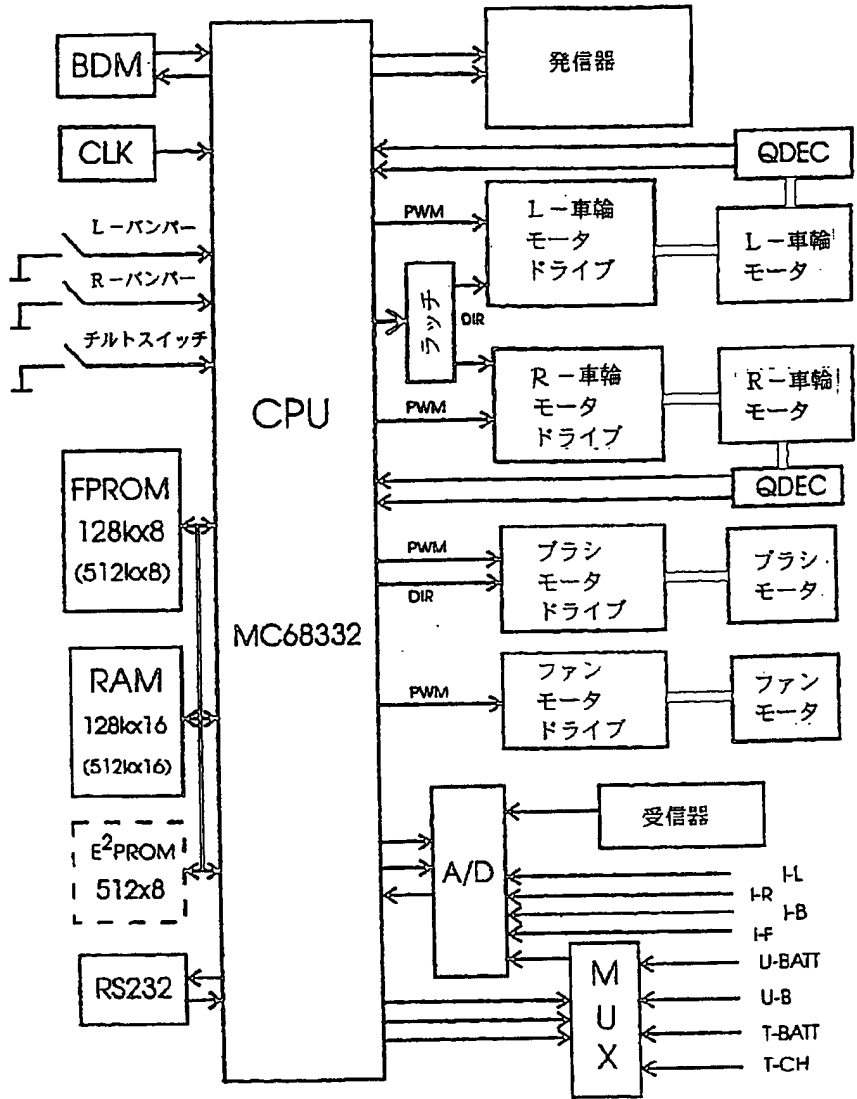 BDM
CLK
L－バンパー
R－バンパー
チルトスイッチ
FPROM
128kx8
(512kx8)
RAM
128kx16
(512kx16)
E²PROM
512x8
RS232
CPU
MC68332
発信器
QDEC
PWM
L－車輪
モータ
ドライブ
L－車輪
モータ
ラッチ
DIR
R－車輪
モータ
ドライブ
R－車輪
モータ
PWM
QDEC
PWM
DIR
ブラシ
モータ
ドライブ
ブラシ
モータ
PWM
ファン
モータ
ドライブ
ファン
モータ
A/D
受信器
I-L
I-R
I-B
I-F
MUX
U-BATT
U-B
T-BATT
T-CH